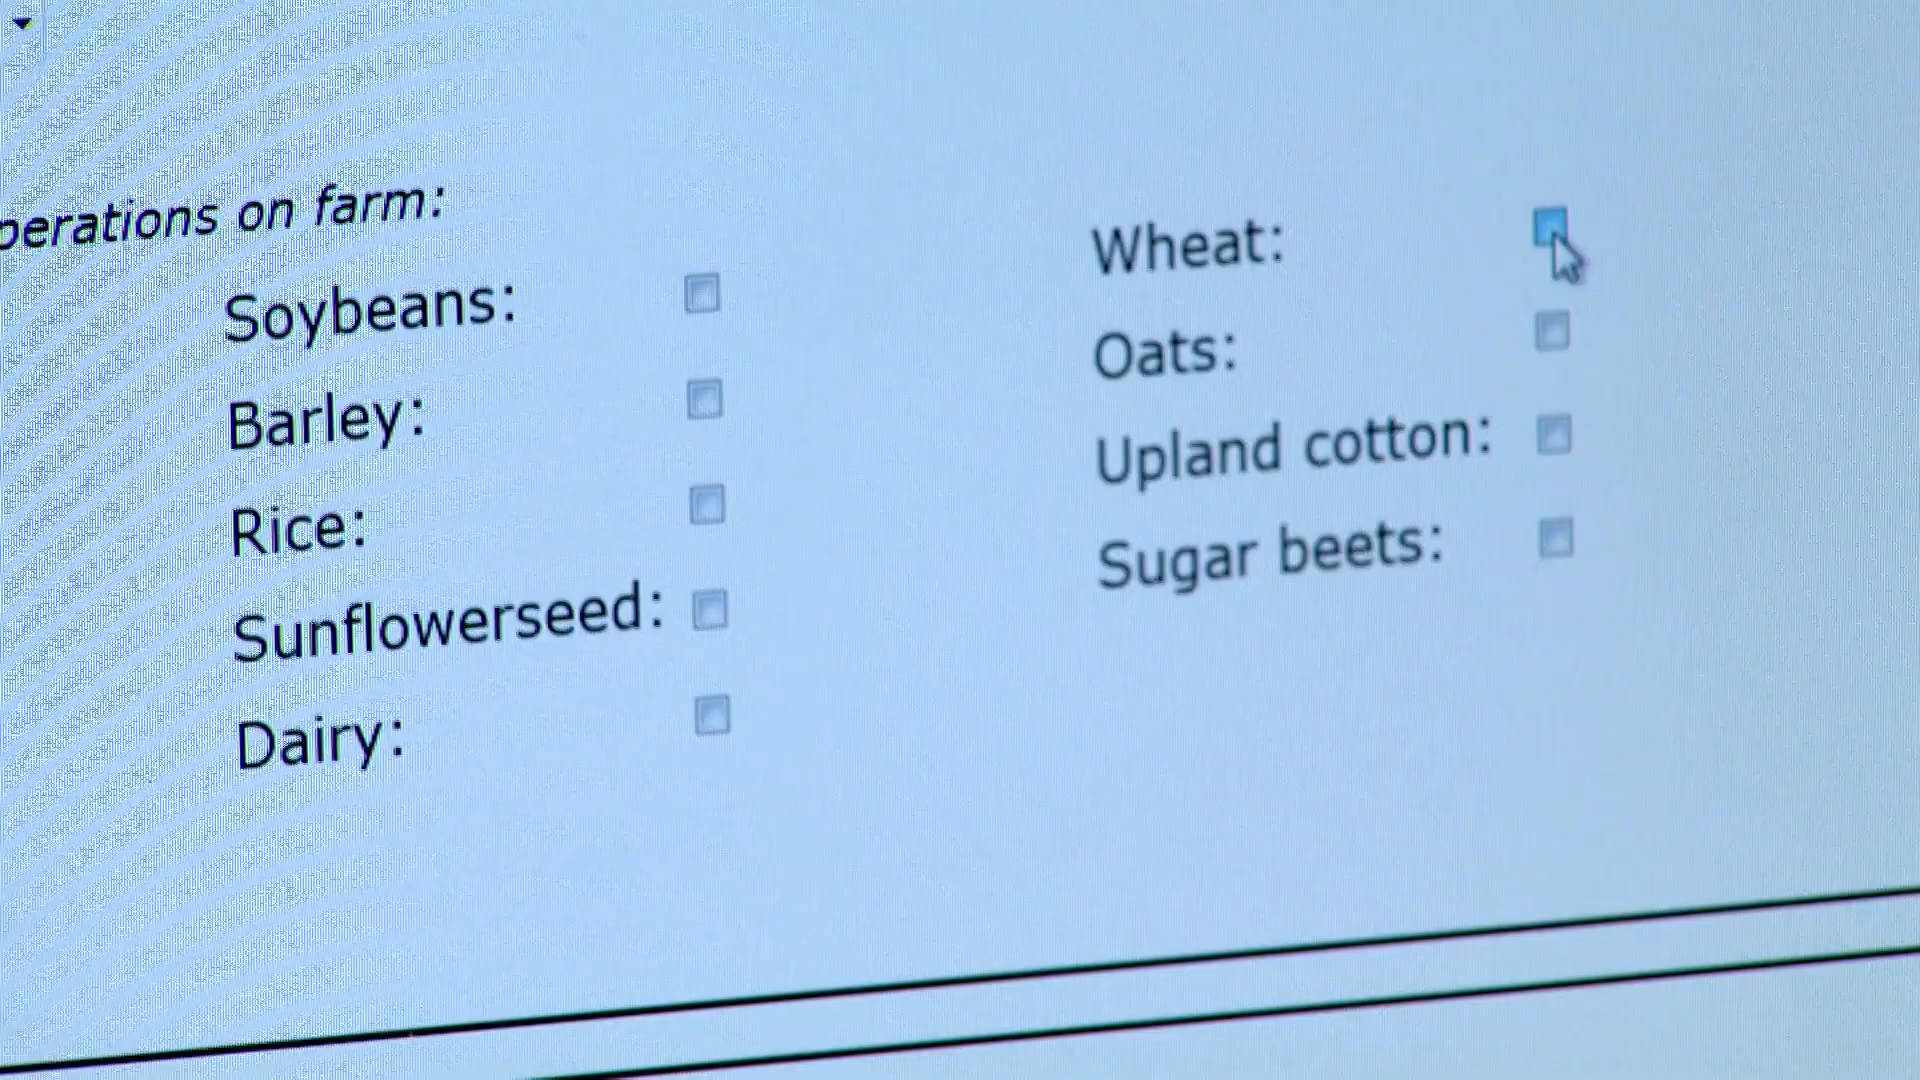 perations on farm:
Soybeans:
Wheat:
Barley:
Oats:
Rice:
Upland cotton:
Sunflowerseed:
Sugar beets:
Dairy: